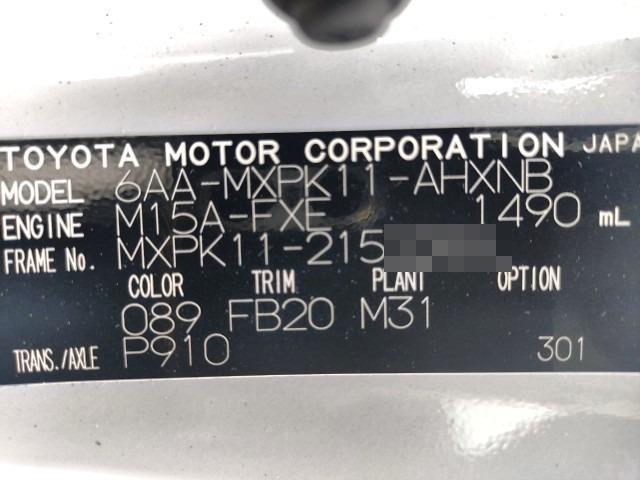 TOYOTA MOTOR CORPORATION JAPA
MODEL 6AA-MXPK11-AHXNB
ENGINE M15A-FXE 1490 mL
FRAME No. MXPK11-215
COLOR TRIM PLANT OPTION
089 FB20 M31
TRANS./AXLE P910 301